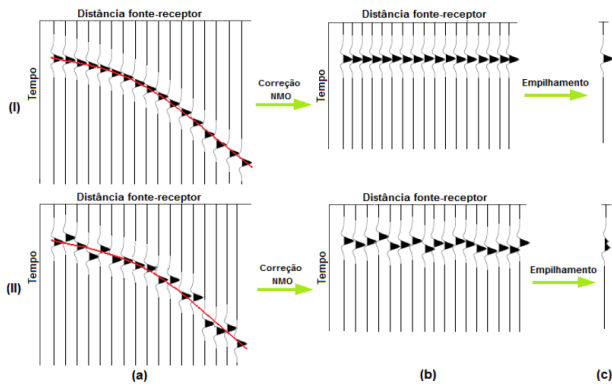 Distância fonte-receptor
Distância fonte-receptor
Tempo
(I)
Correção
NMO
Tempo
Empilhamento
Distância fonte-receptor
Distância fonte-receptor
Tempo
(II)
Correção
NMO
Tempo
Empilhamento
(a)
(b)
(c)